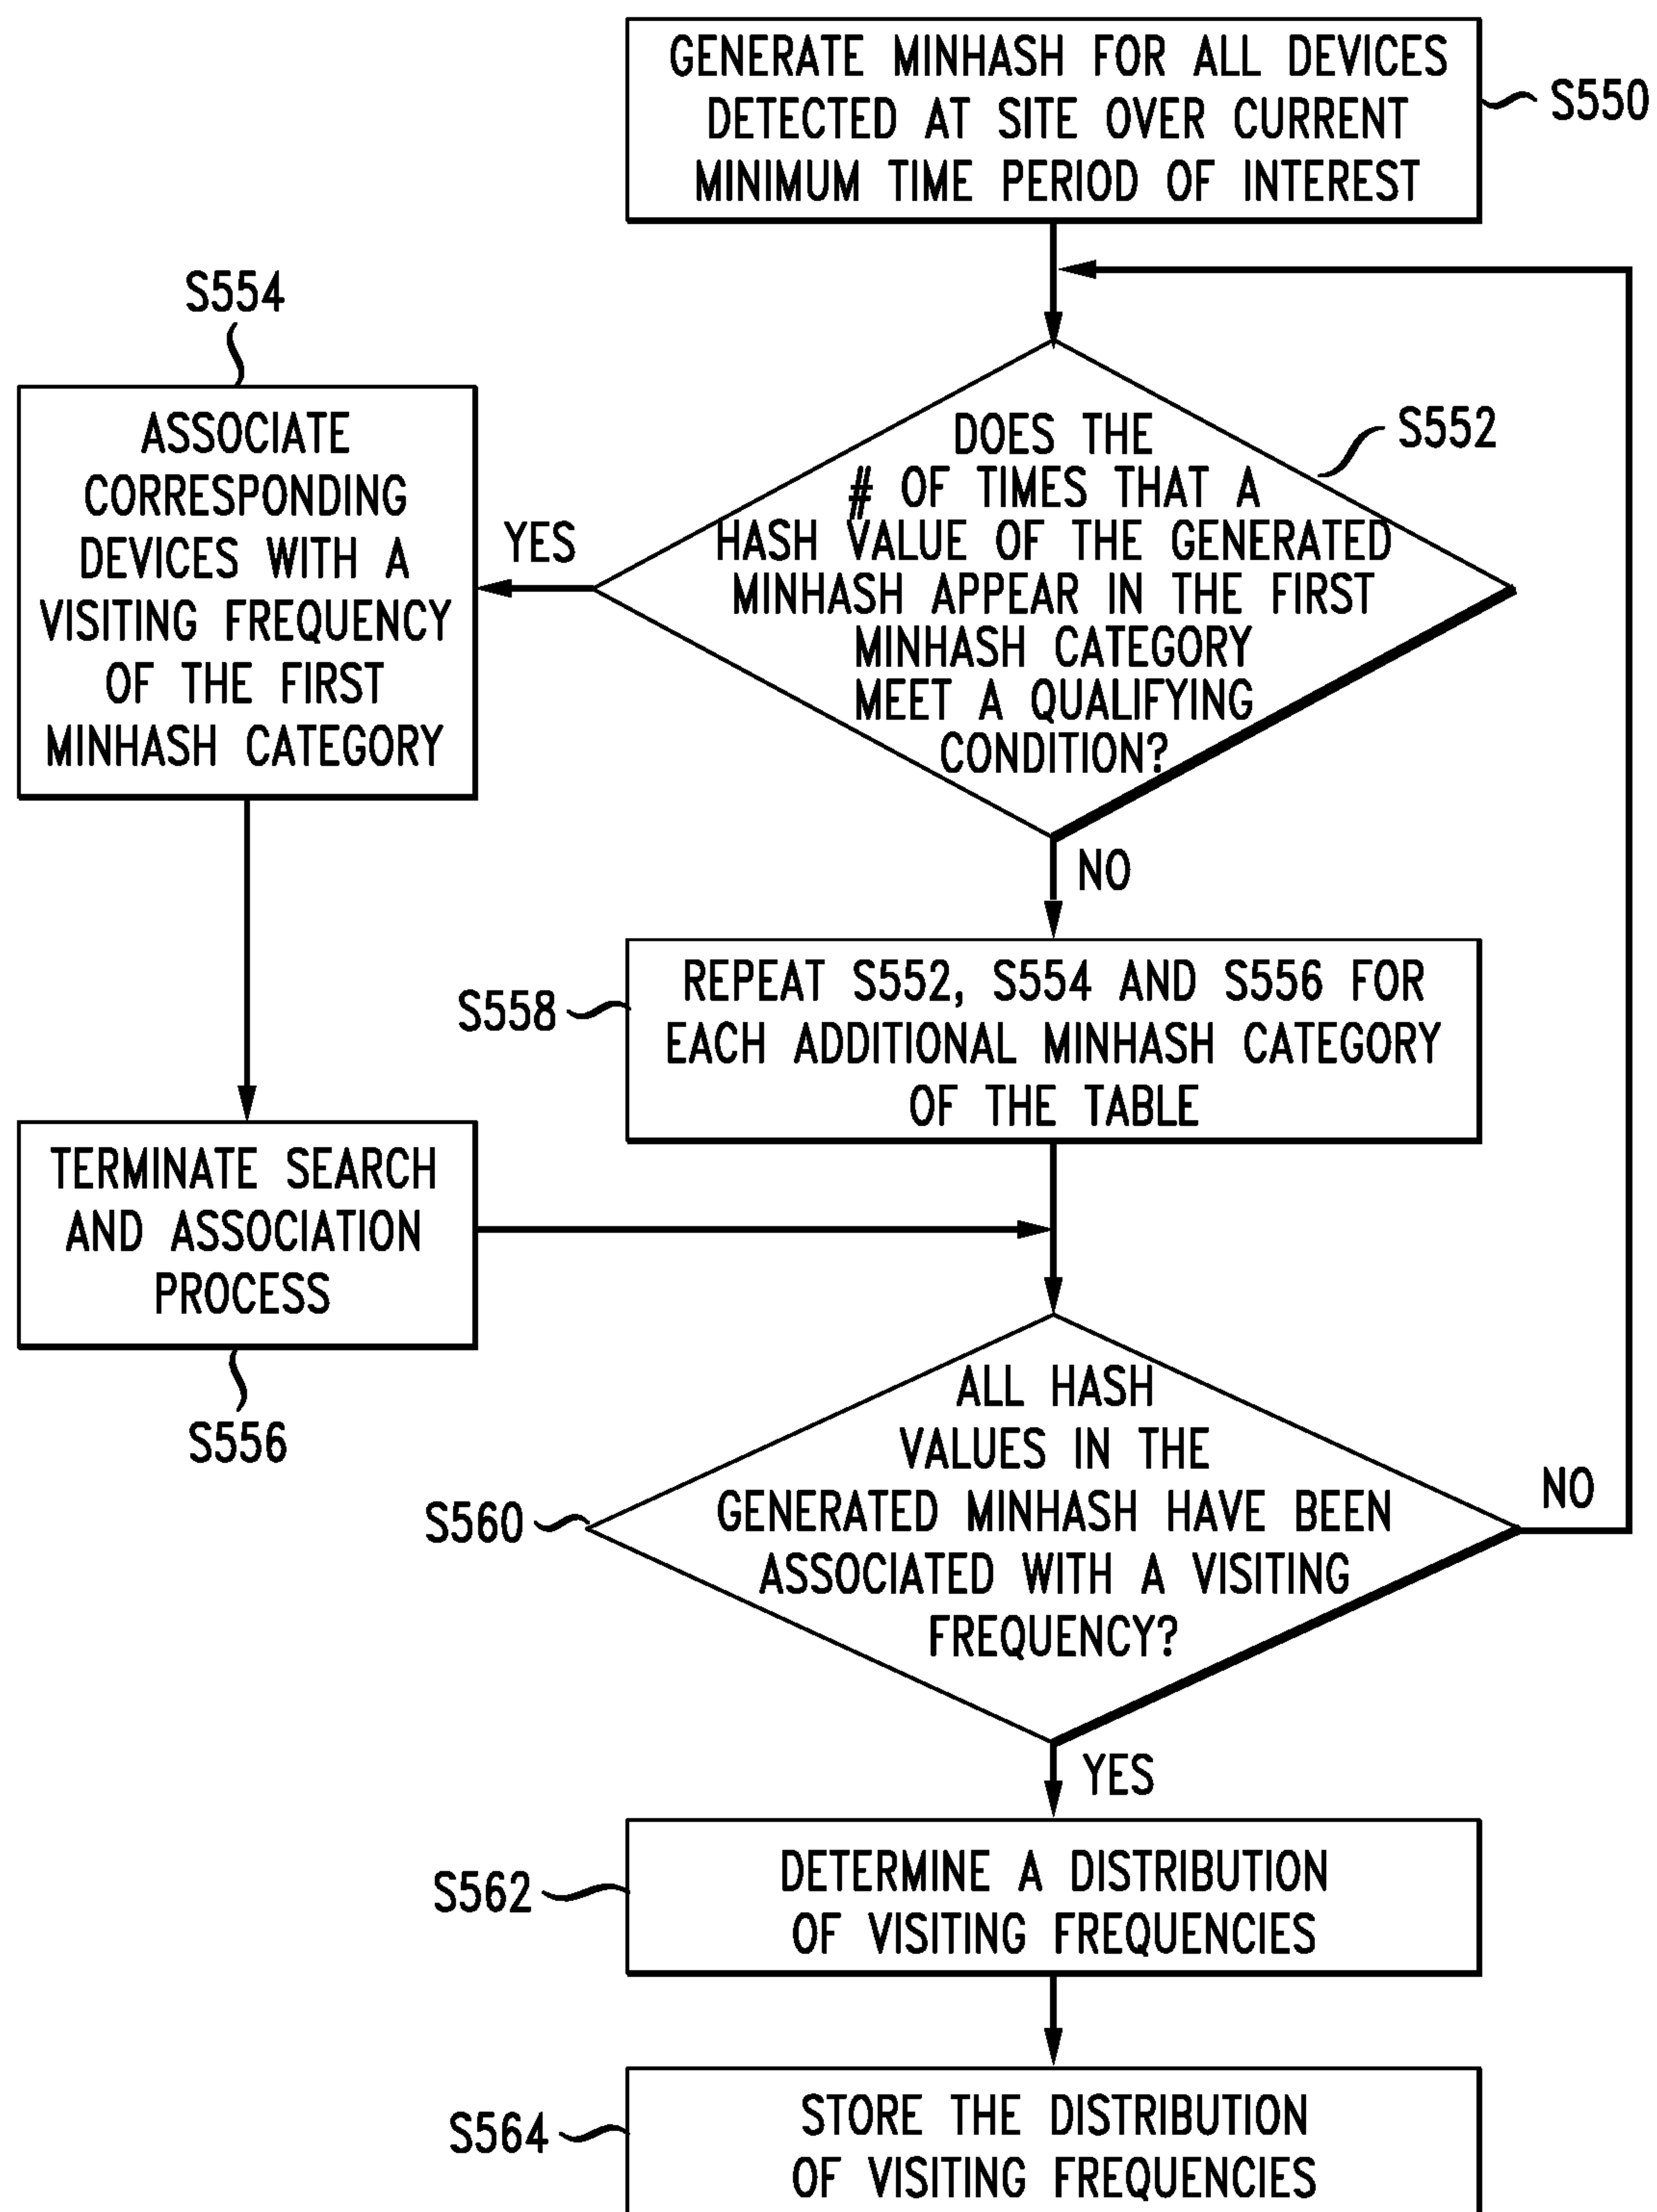 GENERATE MINHASH FOR ALL DEVICES
DETECTED AT SITE OVER CURRENT
MINIMUM TIME PERIOD OF INTEREST
S550
S554
ASSOCIATE
CORRESPONDING
DEVICES WITH A
VISITING FREQUENCY
OF THE FIRST
MINHASH CATEGORY
YES
DOES THE
# OF TIMES THAT A
HASH VALUE OF THE GENERATED
MINHASH APPEAR IN THE FIRST
MINHASH CATEGORY
MEET A QUALIFYING
CONDITION?
S552
NO
S558
REPEAT S552, S554 AND S556 FOR
EACH ADDITIONAL MINHASH CATEGORY
OF THE TABLE
TERMINATE SEARCH
AND ASSOCIATION
PROCESS
S556
S560
ALL HASH
VALUES IN THE
GENERATED MINHASH HAVE BEEN
ASSOCIATED WITH A VISITING
FREQUENCY?
NO
YES
S562
DETERMINE A DISTRIBUTION
OF VISITING FREQUENCIES
S564
STORE THE DISTRIBUTION
OF VISITING FREQUENCIES